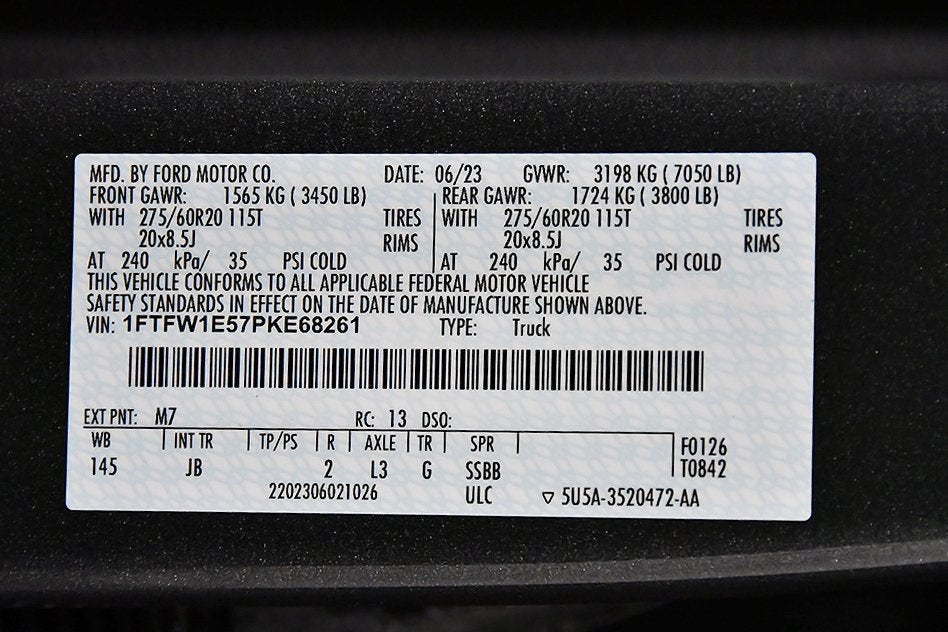 MFD. BY FORD MOTOR CO. DATE: 06/23 GVWR: 3198 KG ( 7050 LB)
FRONT GAWR: 1565 KG ( 3450 LB) REAR GAWR: 1724 KG ( 3800 LB)
WITH 275/60R20 115T TIRES WITH 275/60R20 115T TIRES
20x8.5J RIMS 20x8.5J RIMS
AT 240 kPa/ 35 PSI COLD AT 240 kPa/ 35 PSI COLD
THIS VEHICLE CONFORMS TO ALL APPLICABLE FEDERAL MOTOR VEHICLE
SAFETY STANDARDS IN EFFECT ON THE DATE OF MANUFACTURE SHOWN ABOVE.
VIN: 1FTFW1E57PKE68261 TYPE: Truck
EXT PNT: M7 RC: 13 DSO:
WB INT TR TP/PS R AXLE TR SPR F0126
145 JB 2 L3 G SSBB T0842
2202306021026 ULC ▽ 5U5A-3520472-AA